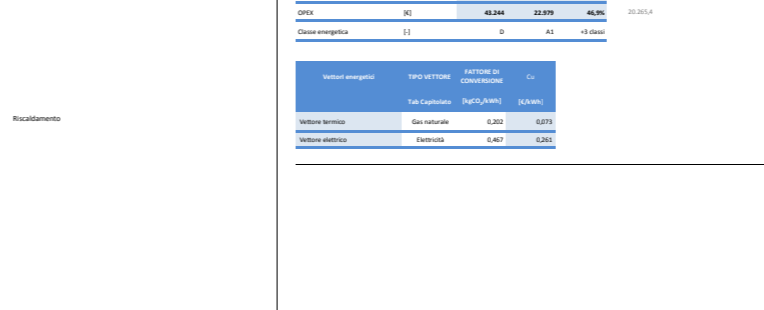 OPEX [€] 43.244 22.979 46,9% 20.265,4
Classe energetica [-] D A1 +3 classi
Vettori energetici TIPO VETTORE FATTORE DI CONVERSIONE Cu
Tab Capitolato [kgCO2/kWh] [€/kWh]
Riscaldamento
Vettore termico Gas naturale 0,202 0,073
Vettore elettrico Elettricità 0,467 0,261